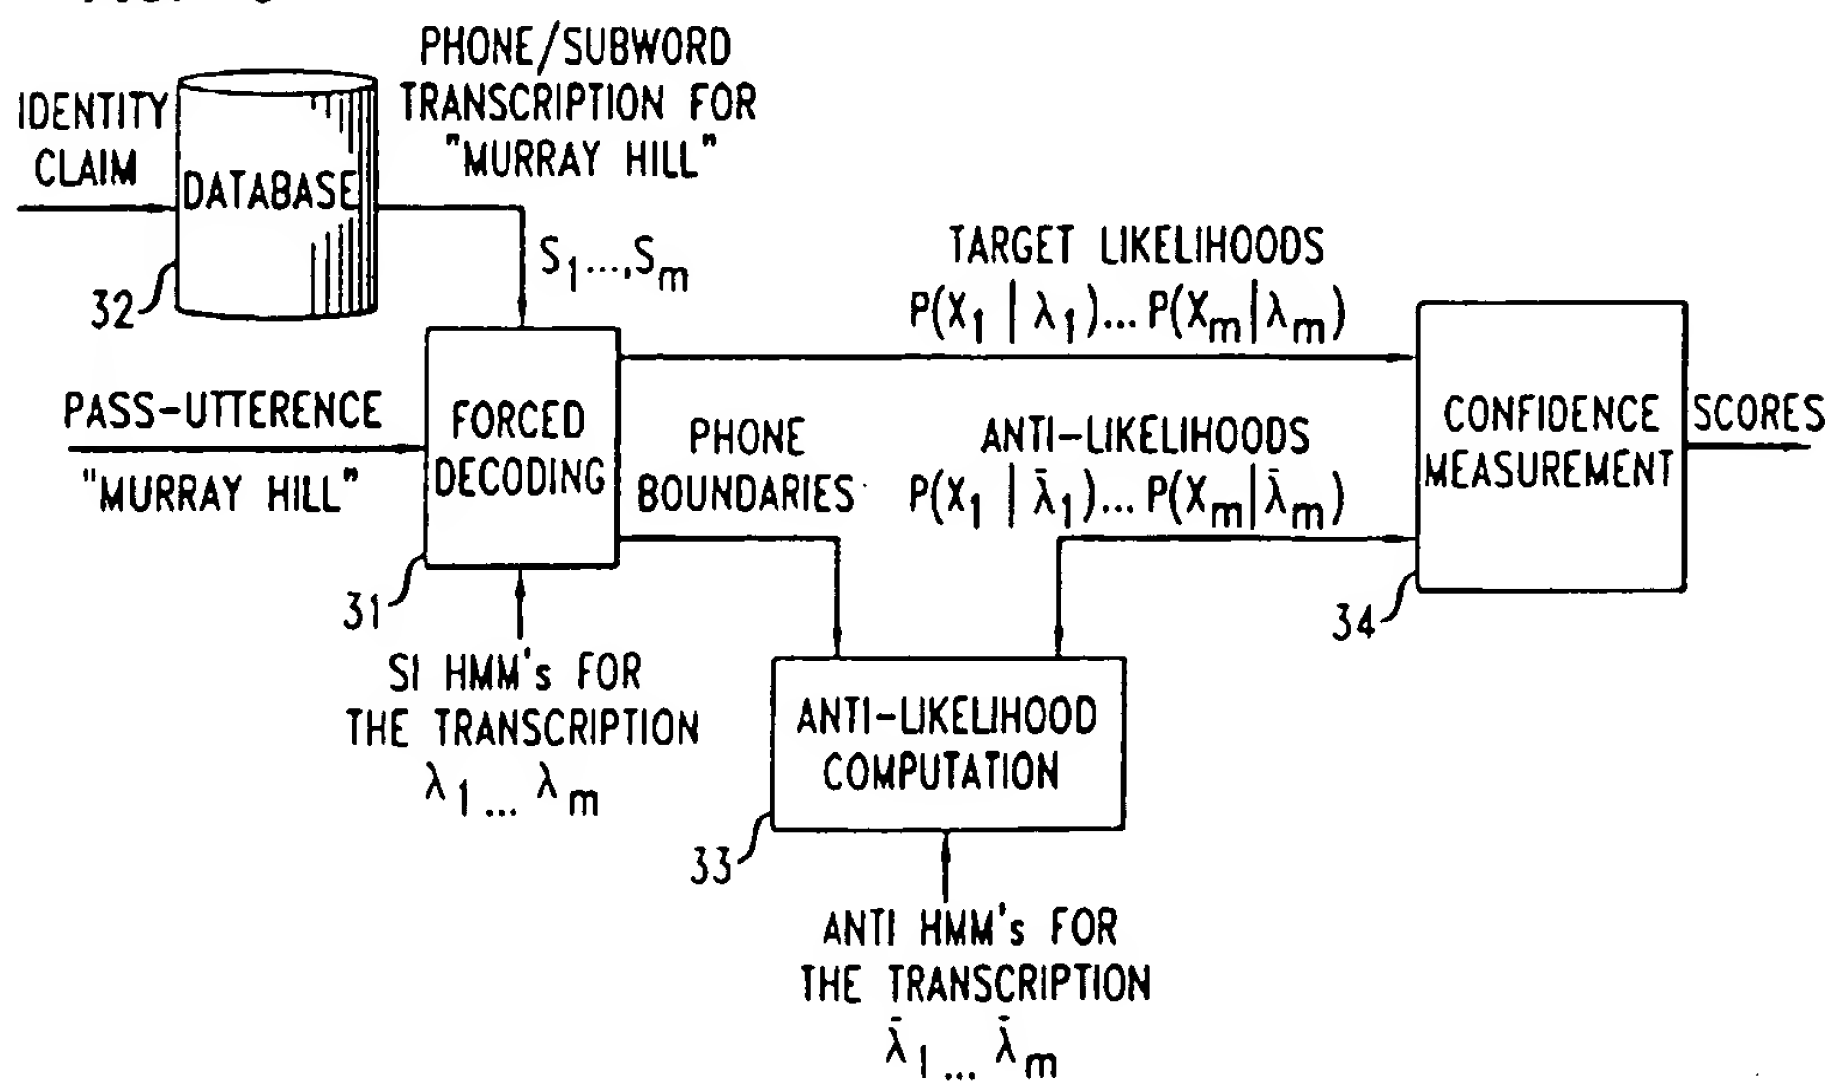 PHONE/SUBWORD
TRANSCRIPTION FOR
"MURRAY HILL"
IDENTITY
CLAIM
DATABASE
32
S1...,Sm
TARGET LIKELIHOODS
P(X1 | λ1)... P(Xm|λm)
PASS-UTTERENCE
"MURRAY HILL"
FORCED
DECODING
31
PHONE
BOUNDARIES
ANTI-LIKELIHOODS
P(X1 | λ̄1)... P(Xm|λ̄m)
CONFIDENCE
MEASUREMENT
34
SCORES
SI HMM's FOR
THE TRANSCRIPTION
λ1... λm
ANTI-LIKELIHOOD
COMPUTATION
33
ANTI HMM's FOR
THE TRANSCRIPTION
λ̄1... λ̄m